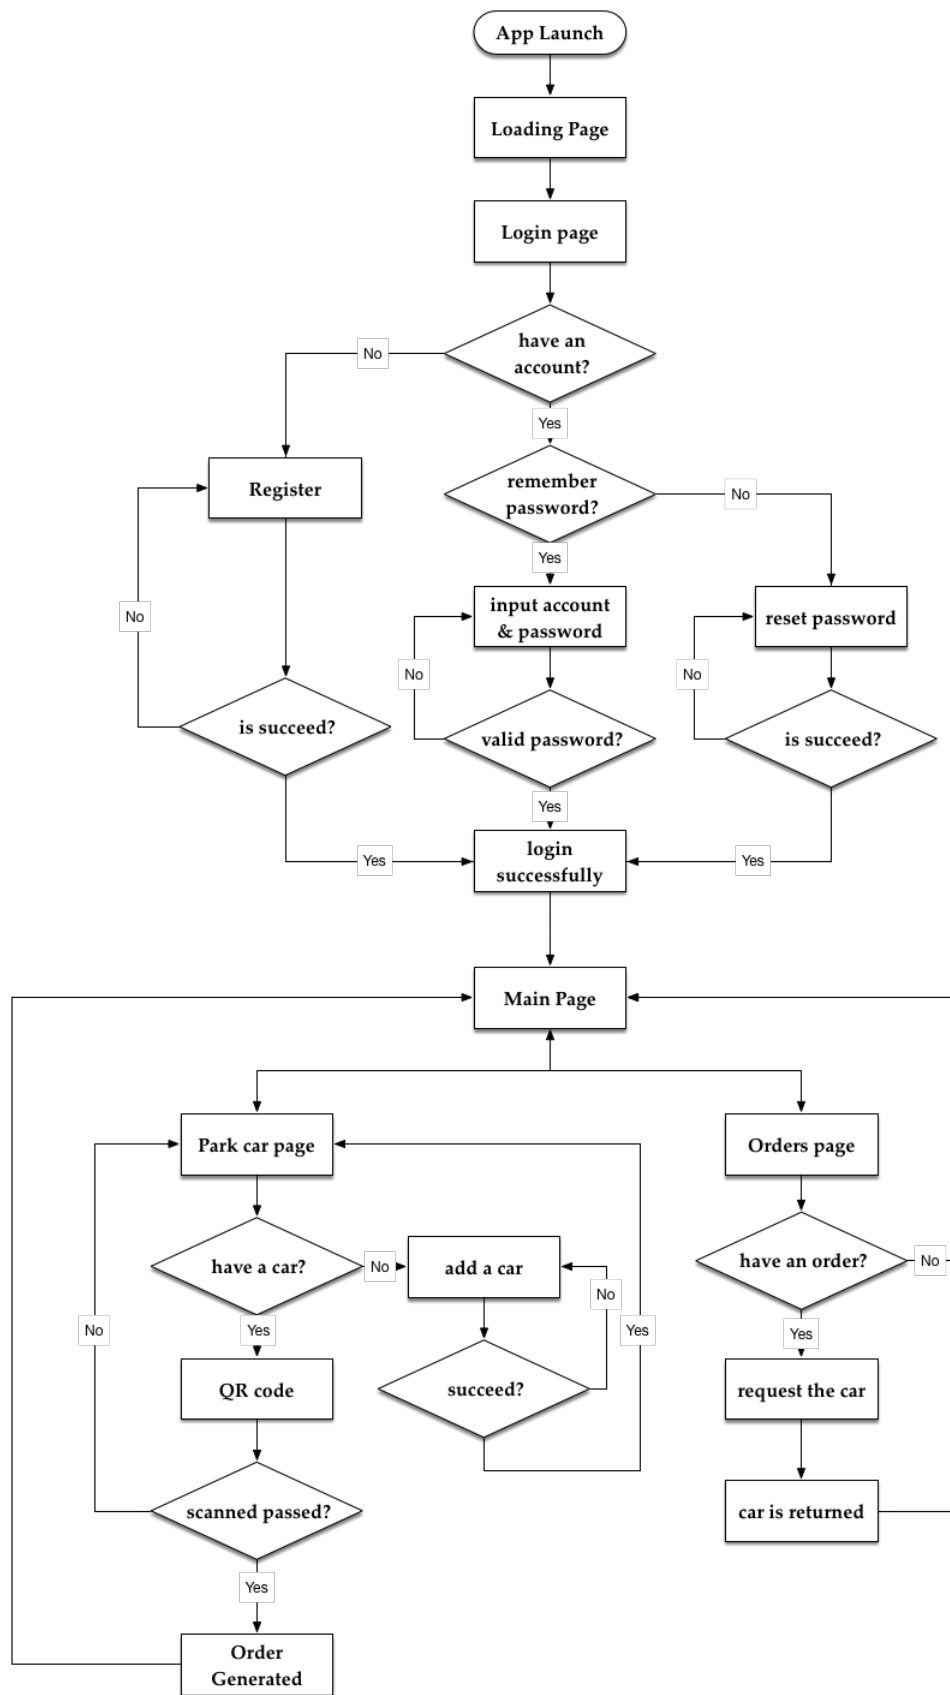 App Launch
Loading Page
Login page
have an
account?
No
Yes
Register
remember
password?
No
Yes
No
input account
& password
reset password
No
No
is succeed?
valid password?
is succeed?
Yes
Yes
login
successfully
Yes
Main Page
Park car page
Orders page
have a car?
No
add a car
have an order?
No
No
No
Yes
Yes
Yes
QR code
succeed?
request the car
scanned passed?
car is returned
Yes
Order
Generated